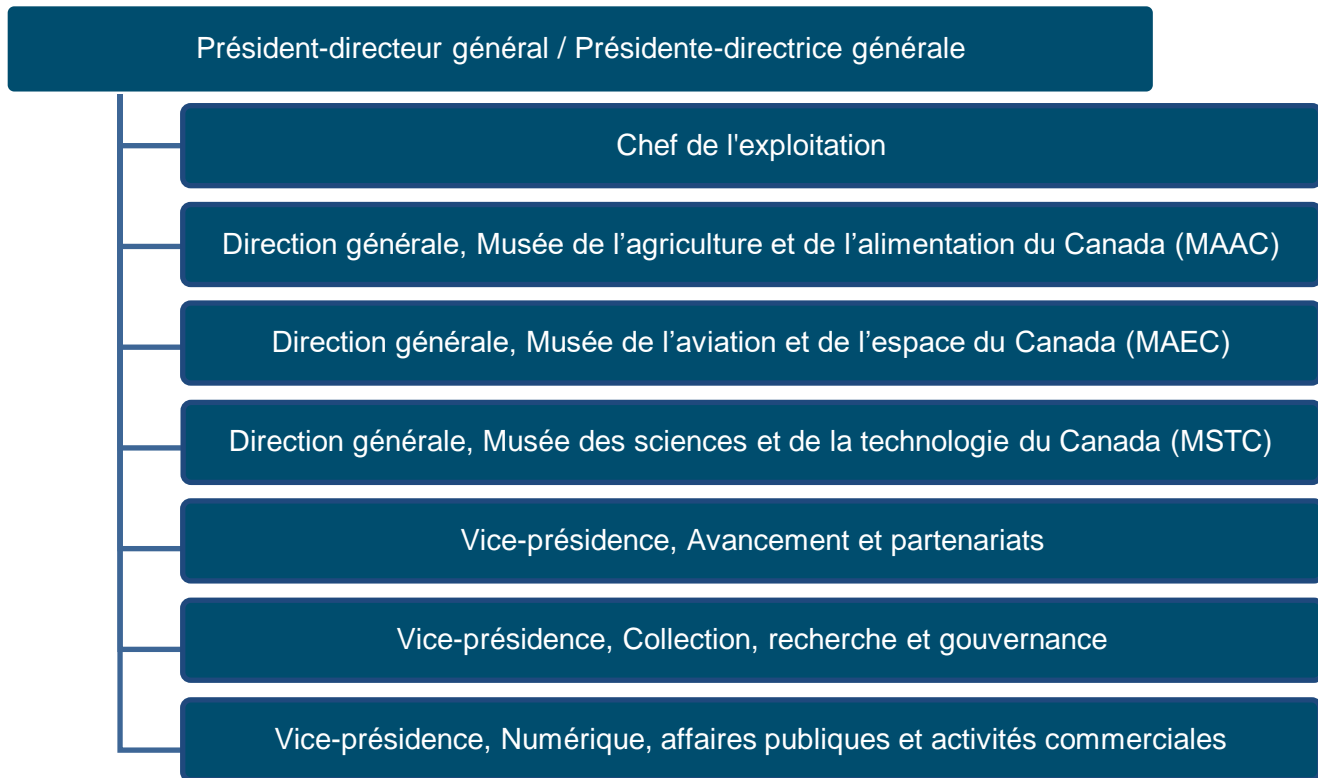 Président-directeur général / Présidente-directrice générale
Chef de l'exploitation
Direction générale, Musée de l’agriculture et de l’alimentation du Canada (MAAC)
Direction générale, Musée de l’aviation et de l’espace du Canada (MAEC)
Direction générale, Musée des sciences et de la technologie du Canada (MSTC)
Vice-présidence, Avancement et partenariats
Vice-présidence, Collection, recherche et gouvernance
Vice-présidence, Numérique, affaires publiques et activités commerciales